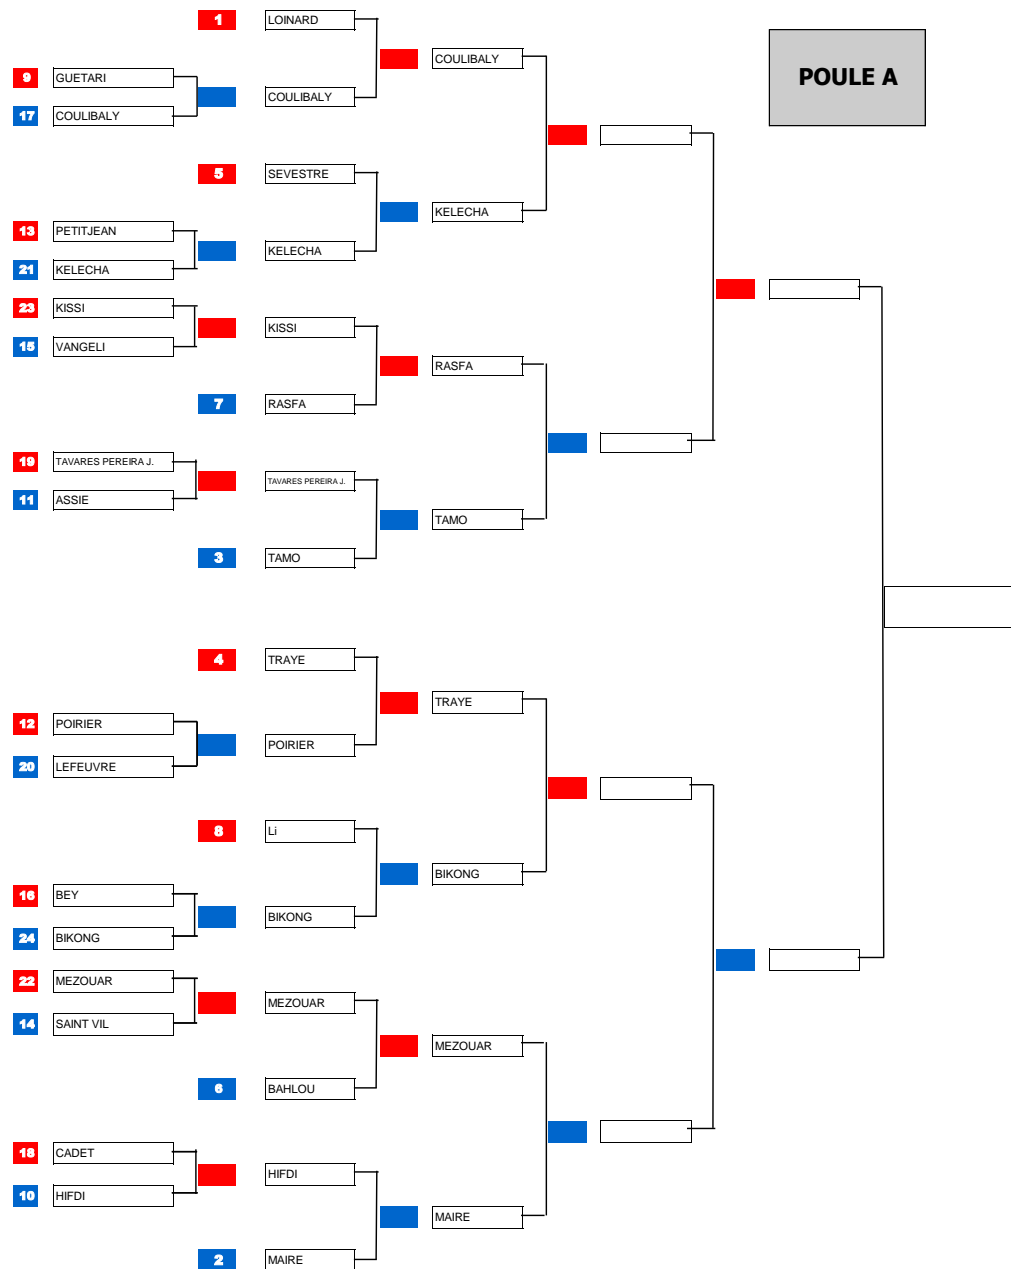 1 LOINARD
POULE A
COULIBALY
9 GUETARI
COULIBALY
17 COULIBALY
5 SEVESTRE
KELECHA
13 PETITJEAN
KELECHA
21 KELECHA
23 KISSI
KISSI
15 VANGELI
RASFA
7 RASFA
19 TAVARES PEREIRA J.
TAVARES PEREIRA J.
11 ASSIE
TAMO
3 TAMO
4 TRAYE
TRAYE
12 POIRIER
POIRIER
20 LEFEUVRE
8 Li
BIKONG
16 BEY
BIKONG
24 BIKONG
22 MEZOUAR
MEZOUAR
14 SAINT VIL
MEZOUAR
6 BAHLOU
18 CADET
HIFDI
10 HIFDI
MAIRE
2 MAIRE